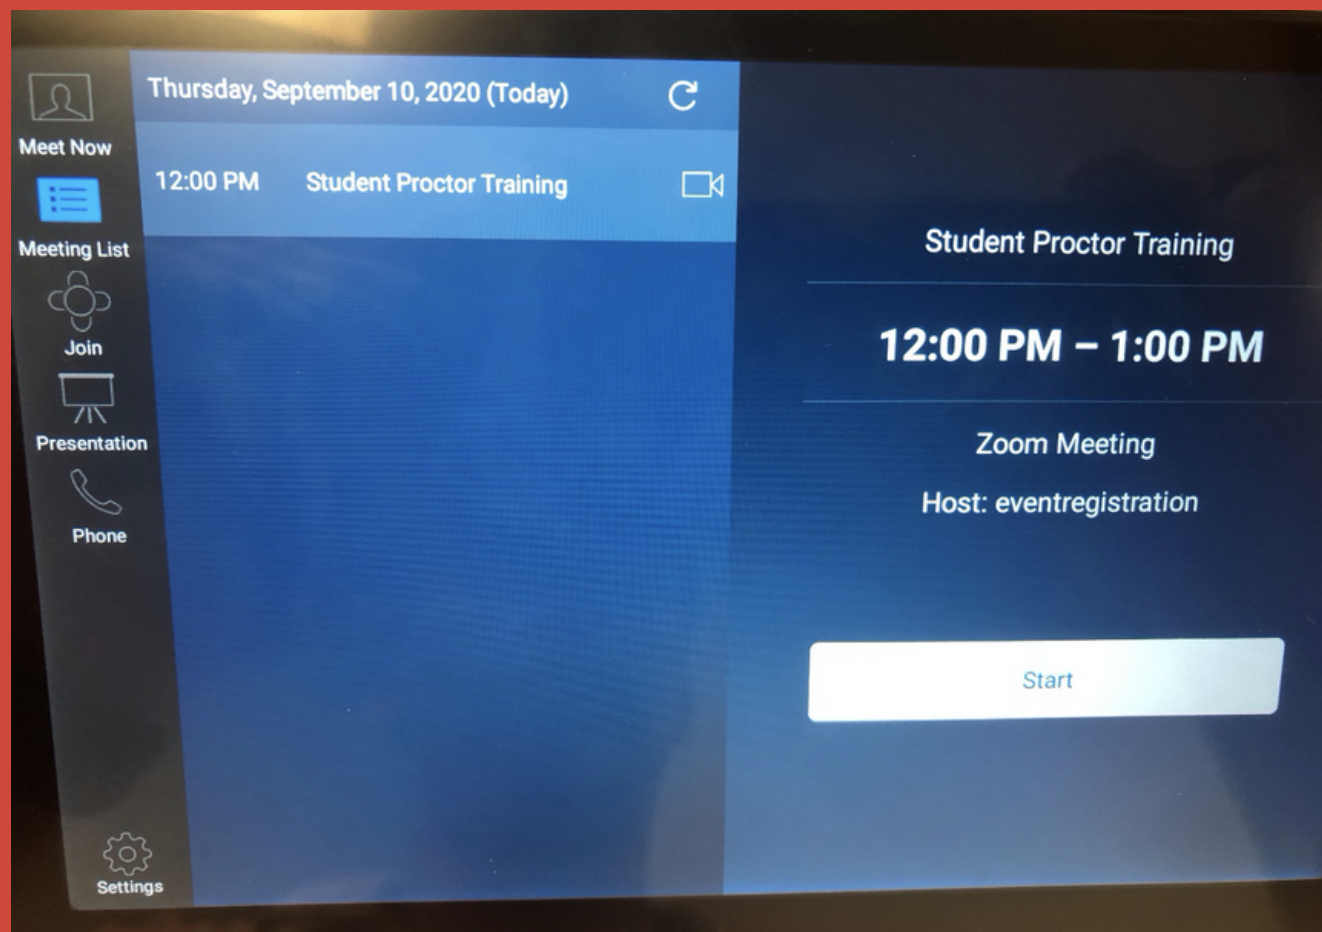 Meet Now
Meeting List
Join
Presentation
Phone
Settings
Thursday, September 10, 2020 (Today)
12:00 PM Student Proctor Training
Student Proctor Training
12:00 PM – 1:00 PM
Zoom Meeting
Host: eventregistration
Start